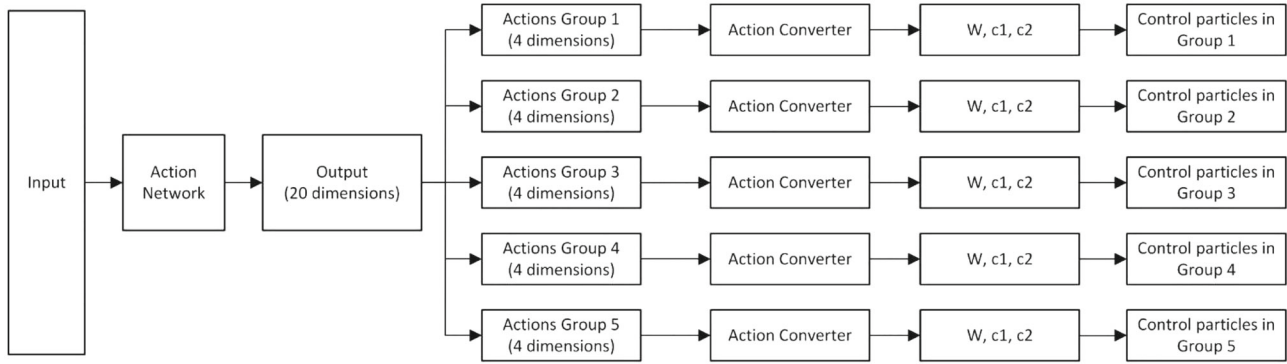 Input
Action
Network
Output
(20 dimensions)
Actions Group 1
(4 dimensions)
Action Converter
W, c1, c2
Control particles in
Group 1
Actions Group 2
(4 dimensions)
Action Converter
W, c1, c2
Control particles in
Group 2
Actions Group 3
(4 dimensions)
Action Converter
W, c1, c2
Control particles in
Group 3
Actions Group 4
(4 dimensions)
Action Converter
W, c1, c2
Control particles in
Group 4
Actions Group 5
(4 dimensions)
Action Converter
W, c1, c2
Control particles in
Group 5